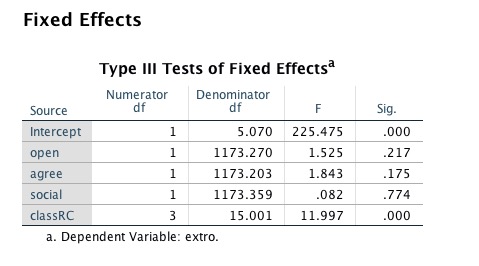 Fixed Effects
Type III Tests of Fixed Effectsa
Source Numerator df Denominator df F Sig.
Intercept 1 5.070 225.475 .000
open 1 1173.270 1.525 .217
agree 1 1173.203 1.843 .175
social 1 1173.359 .082 .774
classRC 3 15.001 11.997 .000
a. Dependent Variable: extro.